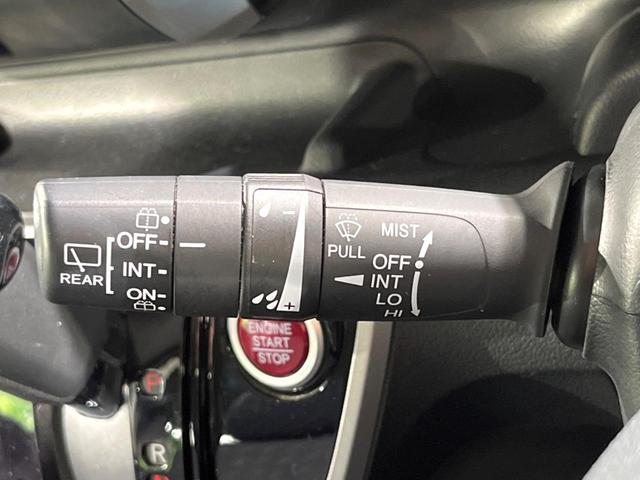 OFF
INT
ON
REAR
- 
+
PULL
MIST
OFF
INT
LO
HI
ENGINE
START
STOP
P
R